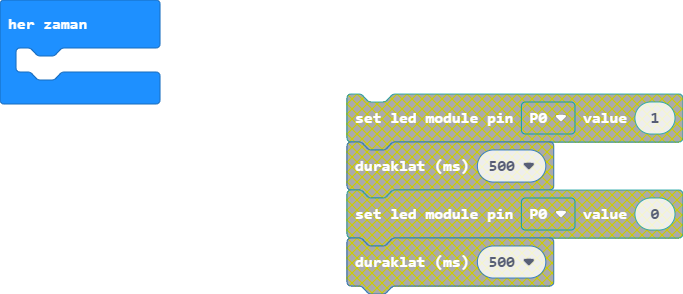 her zaman
set led module pin P0 value 1
duraklat (ms) 500
set led module pin P0 value 0
duraklat (ms) 500